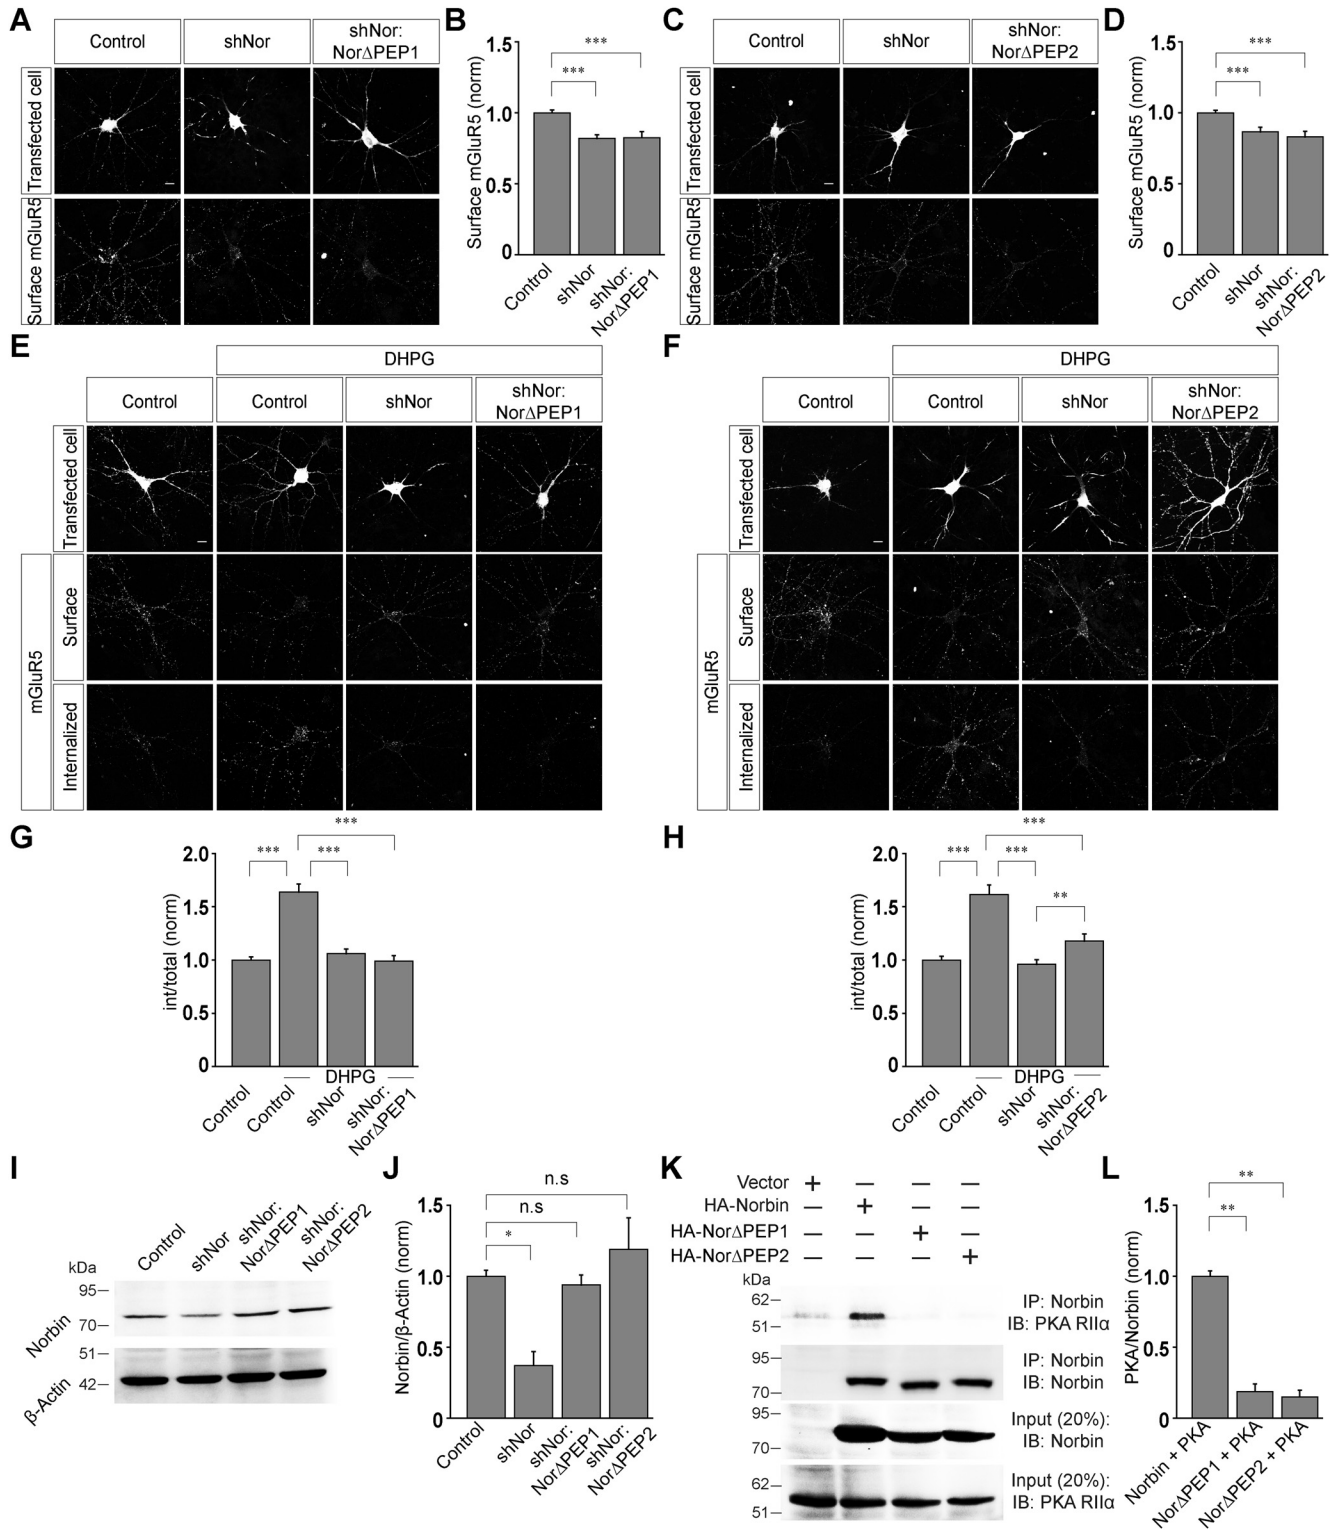 A
Control
shNor
shNor:
NorΔPEP1
Transfected cell
Surface mGluR5
B
***
***
Surface mGluR5 (norm)
1.5
1.0
0.5
0
Control
shNor
shNor:
NorΔPEP1
C
Control
shNor
shNor:
NorΔPEP2
Transfected cell
Surface mGluR5
D
***
***
Surface mGluR5 (norm)
1.5
1.0
0.5
0
Control
shNor
shNor:
NorΔPEP2
E
DHPG
Control
Control
shNor
shNor:
NorΔPEP1
Transfected cell
mGluR5
Surface
Internalized
F
DHPG
Control
Control
shNor
shNor:
NorΔPEP2
Transfected cell
mGluR5
Surface
Internalized
G
***
***
***
int/total (norm)
2.0
1.5
1.0
0.5
0
DHPG
Control
Control
shNor
shNor:
NorΔPEP1
H
***
***
***
**
int/total (norm)
2.0
1.5
1.0
0.5
0
DHPG
Control
Control
shNor
shNor:
NorΔPEP2
I
Control
shNor
shNor:
NorΔPEP1
shNor:
NorΔPEP2
kDa
95
70
Norbin
51
42
β-Actin
J
n.s
n.s
*
Norbin/β-Actin (norm)
1.5
1.0
0.5
0
Control
shNor
shNor:
NorΔPEP1
shNor:
NorΔPEP2
K
Vector + — — —
HA-Norbin — + — —
HA-NorΔPEP1 — — + —
HA-NorΔPEP2 — — — +
kDa
62
51
IP: Norbin
IB: PKA RIIα
95
70
IP: Norbin
IB: Norbin
95
70
Input (20%):
IB: Norbin
62
51
Input (20%):
IB: PKA RIIα
L
**
**
PKA/Norbin (norm)
1.5
1.0
0.5
0
Norbin + PKA
NorΔPEP1 + PKA
NorΔPEP2 + PKA